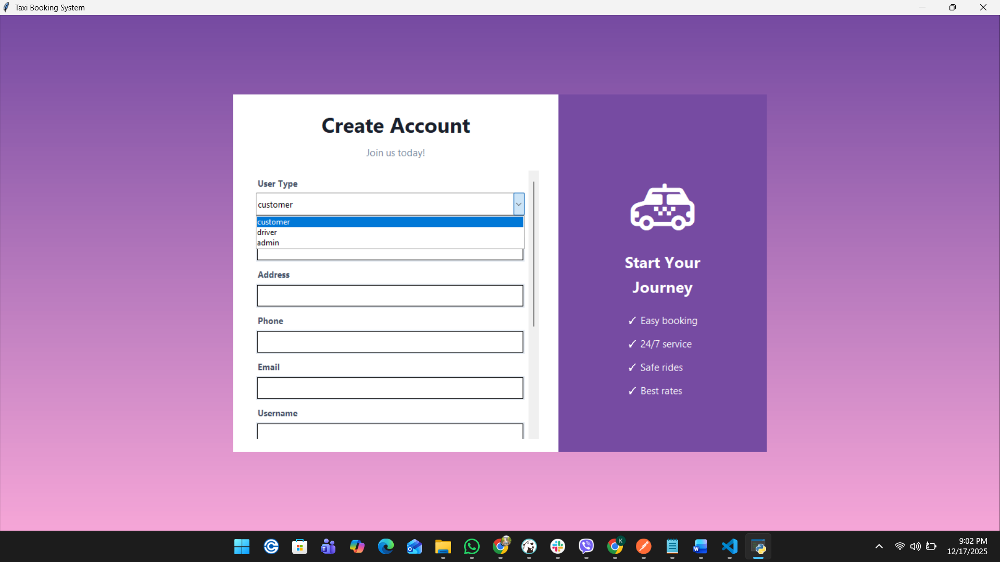 Taxi Booking System
Create Account
Join us today!
User Type
customer
customer
driver
admin
Address
Phone
Email
Username
Start Your
Journey
✓ Easy booking
✓ 24/7 service
✓ Safe rides
✓ Best rates
K
9:02 PM
12/17/2025